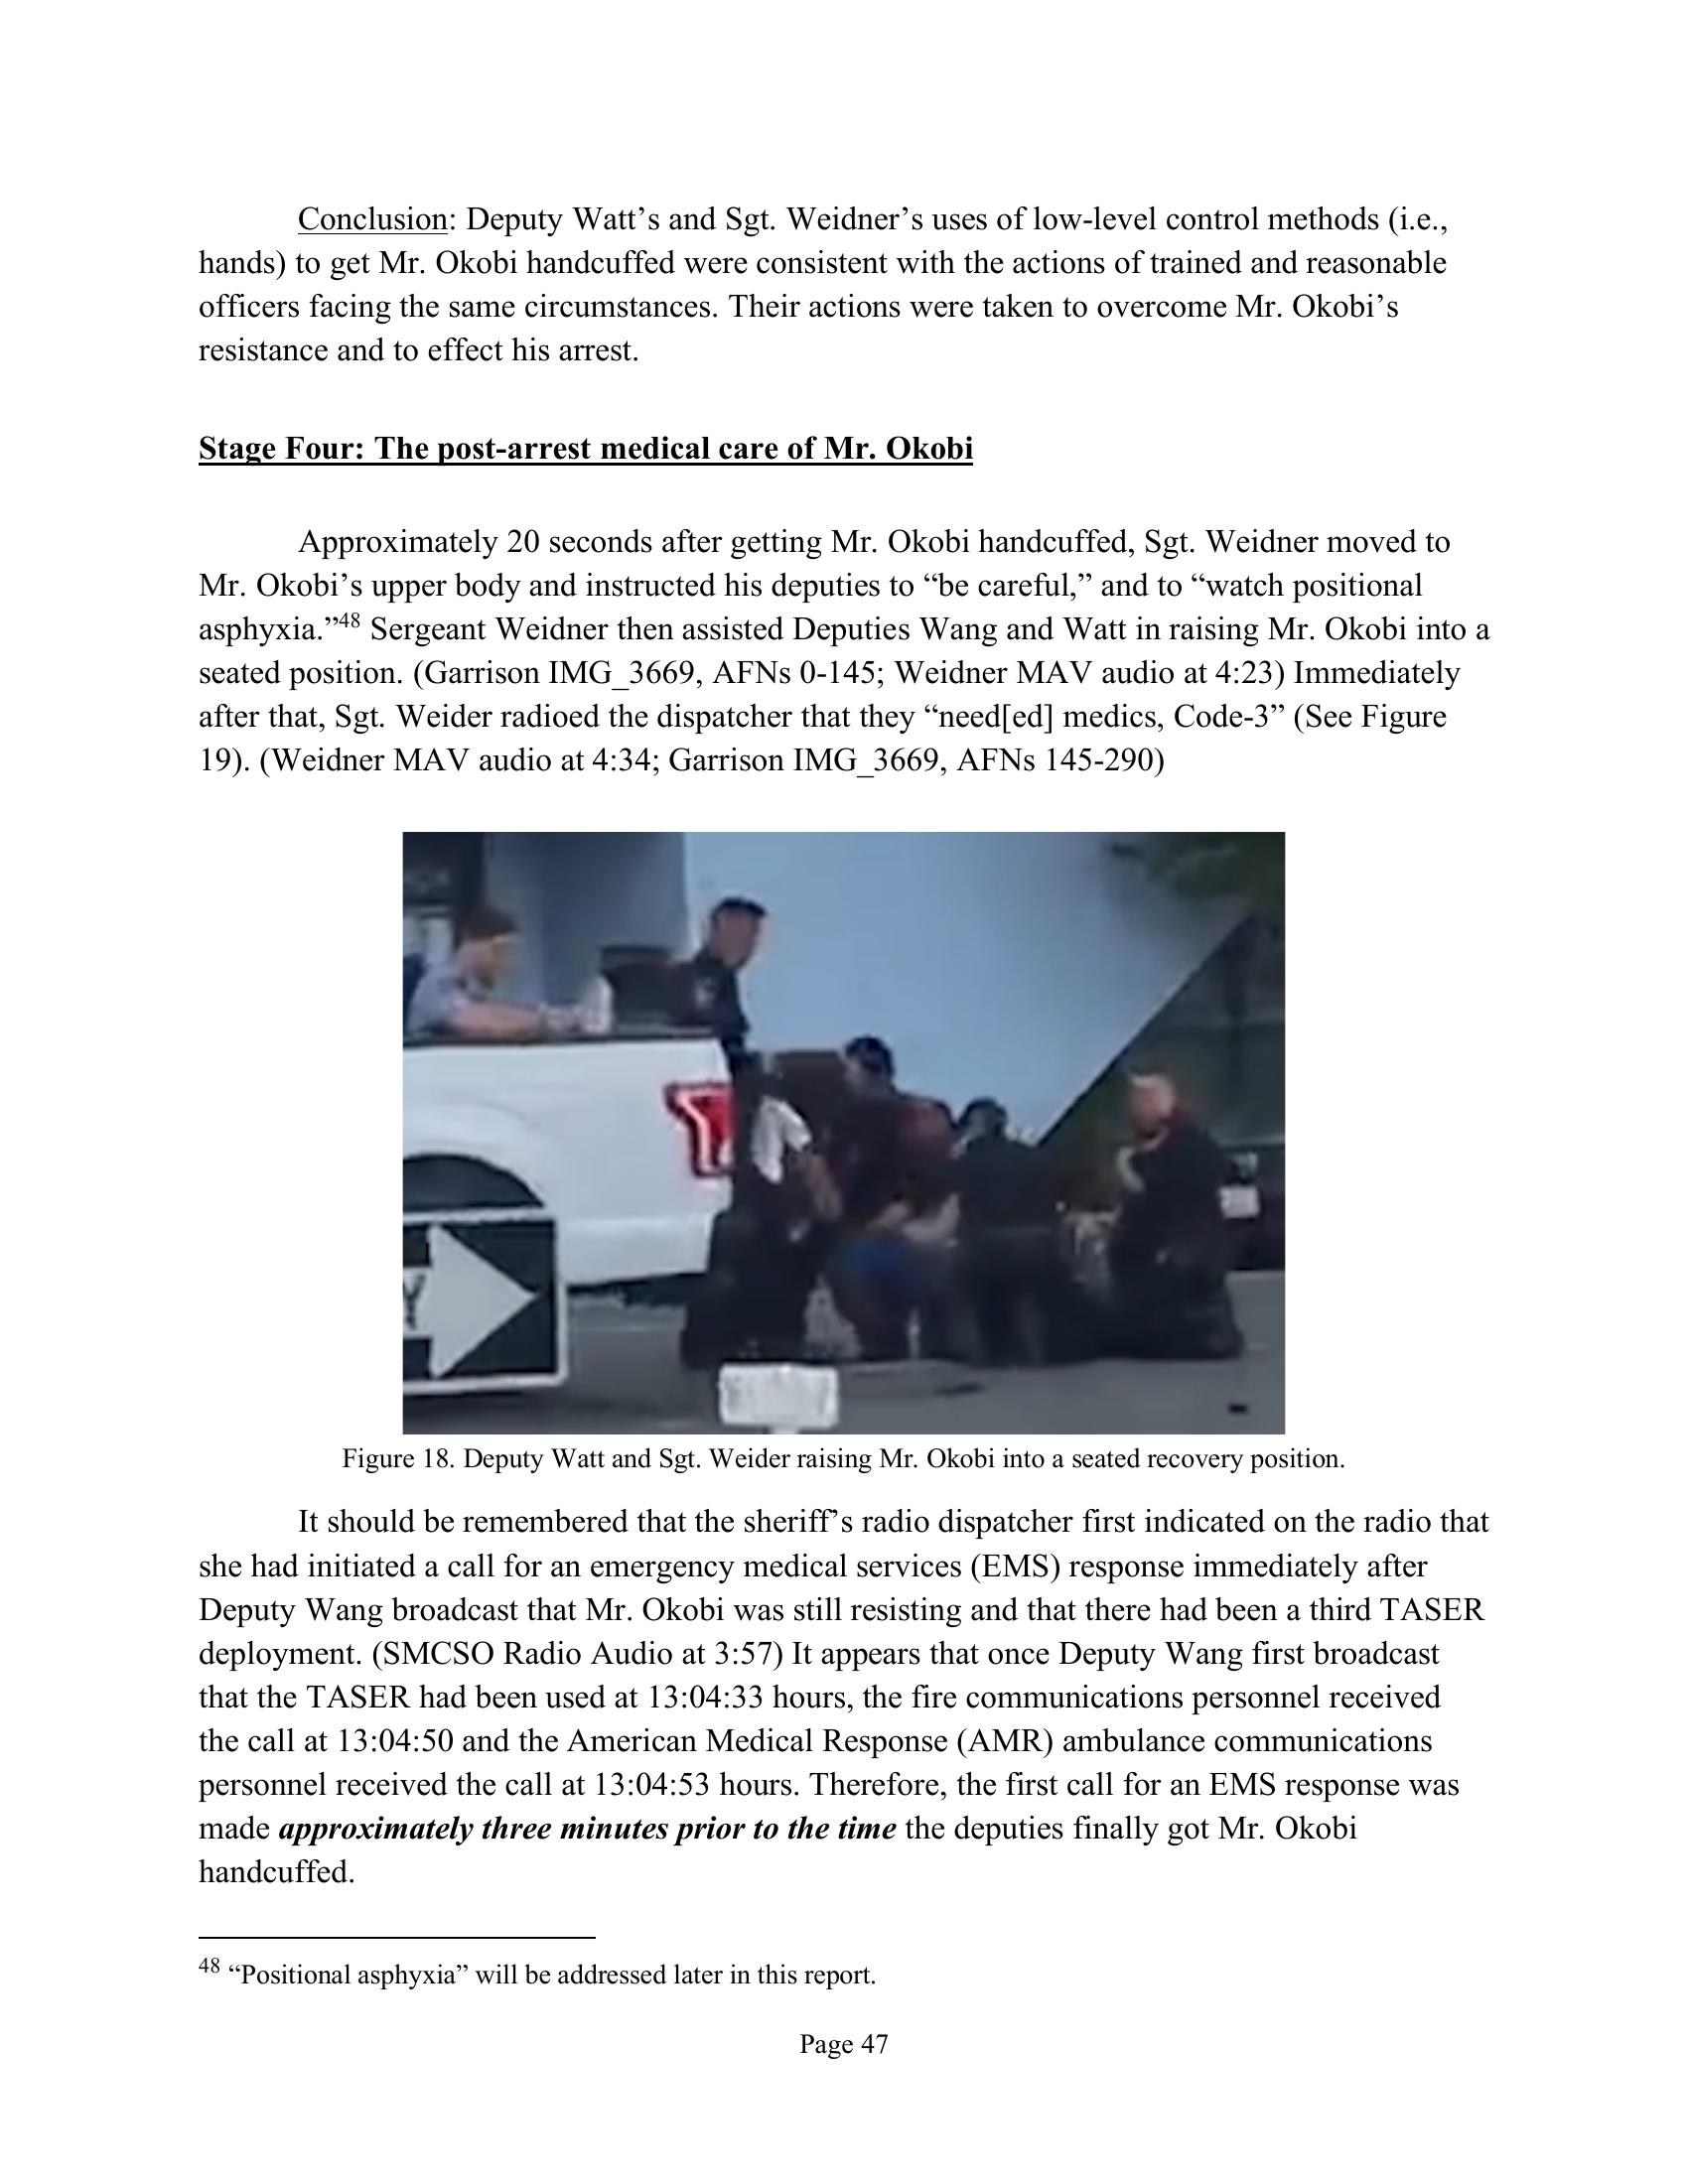 Conclusion: Deputy Watt’s and Sgt. Weidner’s uses of low-level control methods (i.e.,
hands) to get Mr. Okobi handcuffed were consistent with the actions of trained and reasonable
officers facing the same circumstances. Their actions were taken to overcome Mr. Okobi’s
resistance and to effect his arrest.
Stage Four: The post-arrest medical care of Mr. Okobi
Approximately 20 seconds after getting Mr. Okobi handcuffed, Sgt. Weidner moved to
Mr. Okobi’s upper body and instructed his deputies to “be careful,” and to “watch positional
asphyxia.”48 Sergeant Weidner then assisted Deputies Wang and Watt in raising Mr. Okobi into a
seated position. (Garrison IMG_3669, AFNs 0-145; Weidner MAV audio at 4:23) Immediately
after that, Sgt. Weider radioed the dispatcher that they “need[ed] medics, Code-3” (See Figure
19). (Weidner MAV audio at 4:34; Garrison IMG_3669, AFNs 145-290)
Y
Figure 18. Deputy Watt and Sgt. Weider raising Mr. Okobi into a seated recovery position.
It should be remembered that the sheriff’s radio dispatcher first indicated on the radio that
she had initiated a call for an emergency medical services (EMS) response immediately after
Deputy Wang broadcast that Mr. Okobi was still resisting and that there had been a third TASER
deployment. (SMCSO Radio Audio at 3:57) It appears that once Deputy Wang first broadcast
that the TASER had been used at 13:04:33 hours, the fire communications personnel received
the call at 13:04:50 and the American Medical Response (AMR) ambulance communications
personnel received the call at 13:04:53 hours. Therefore, the first call for an EMS response was
made approximately three minutes prior to the time the deputies finally got Mr. Okobi
handcuffed.
48 “Positional asphyxia” will be addressed later in this report.
Page 47